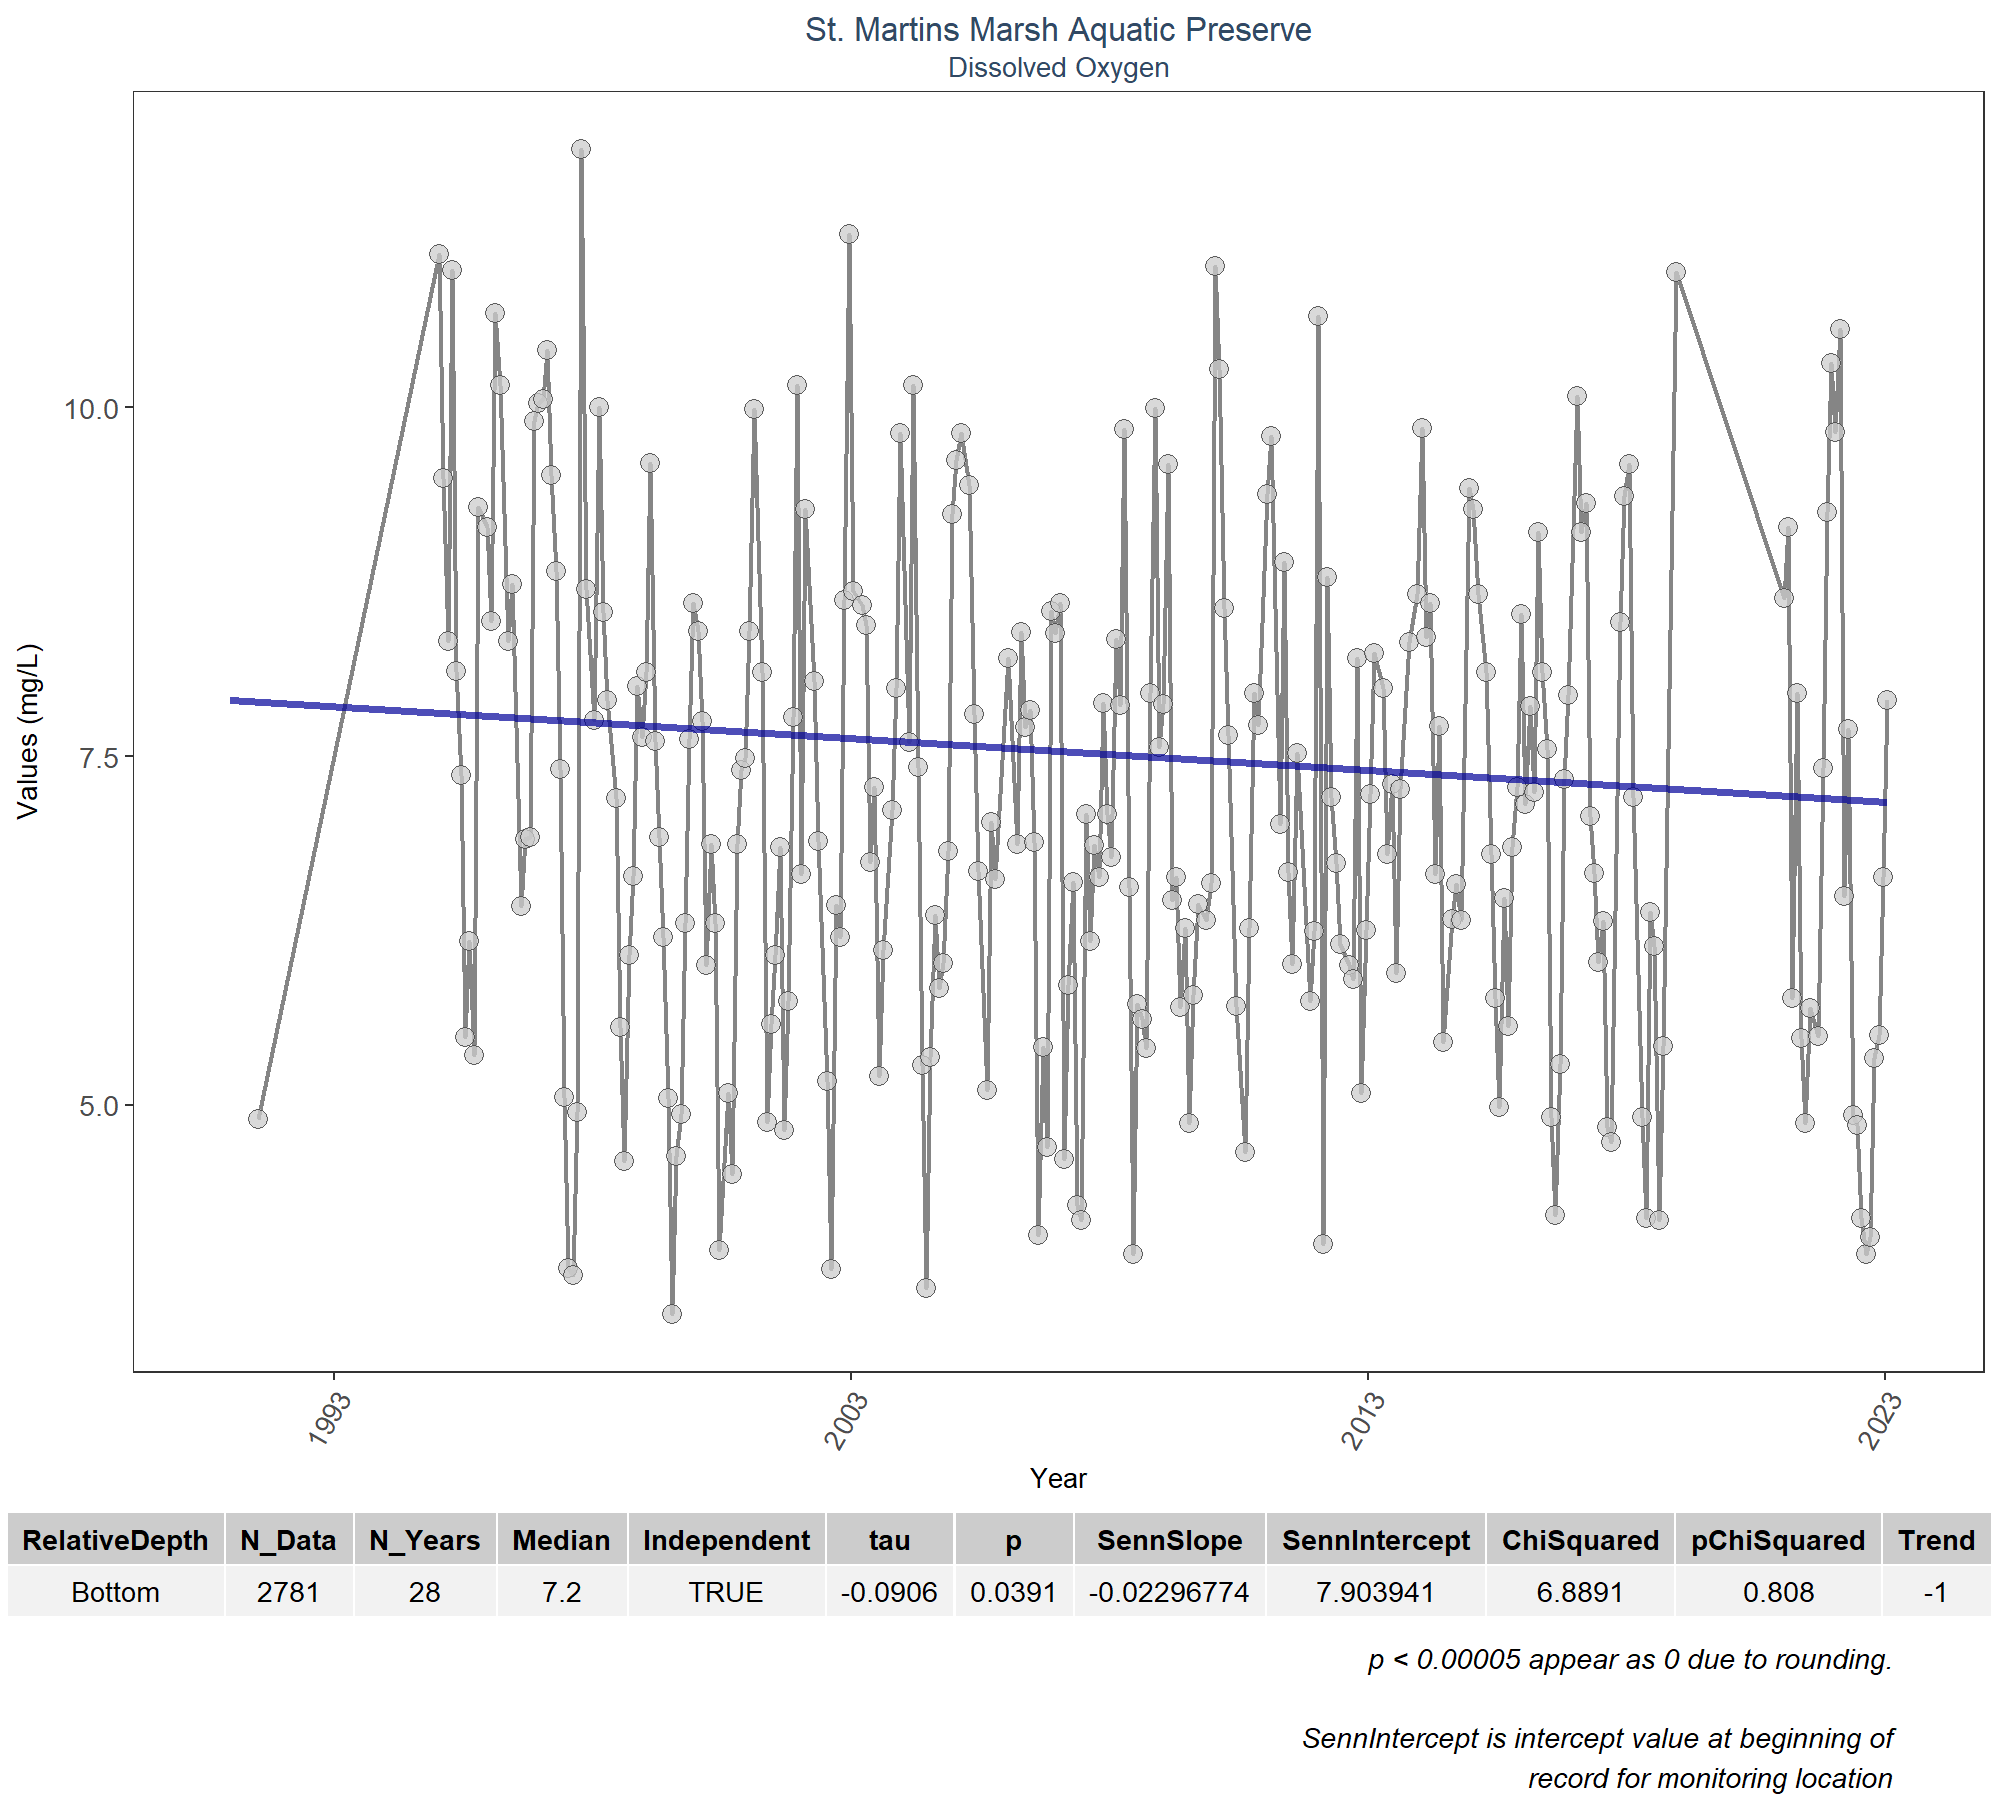 St. Martins Marsh Aquatic Preserve
Dissolved Oxygen
Values (mg/L)
10.0
7.5
5.0
1993 2003 2013 2023
Year
RelativeDepth N_Data N_Years Median Independent tau p SennSlope SennIntercept ChiSquared pChiSquared Trend
Bottom 2781 28 7.2 TRUE -0.0906 0.0391 -0.02296774 7.903941 6.8891 0.808 -1
p < 0.00005 appear as 0 due to rounding.
SennIntercept is intercept value at beginning of
record for monitoring location